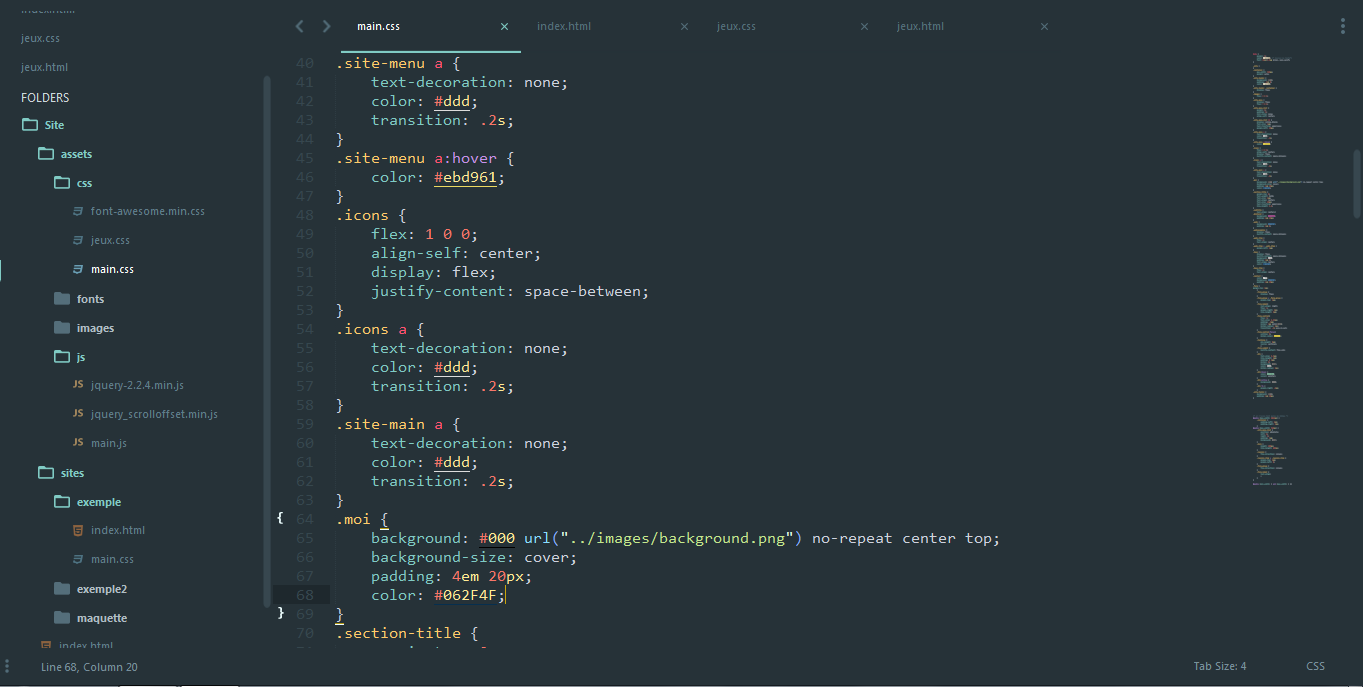 jeux.css
jeux.html
FOLDERS
Site
assets
css
font-awesome.min.css
jeux.css
main.css
fonts
images
js
JS jquery-2.2.4.min.js
JS jquery_scrolloffset.min.js
JS main.js
sites
exemple
index.html
main.css
exemple2
maquette
index.html
main.css × index.html × jeux.css × jeux.html ×
40 .site-menu a {
41 text-decoration: none;
42 color: #ddd;
43 transition: .2s;
44 }
45 .site-menu a:hover {
46 color: #ebd961;
47 }
48 .icons {
49 flex: 1 0 0;
50 align-self: center;
51 display: flex;
52 justify-content: space-between;
53 }
54 .icons a {
55 text-decoration: none;
56 color: #ddd;
57 transition: .2s;
58 }
59 .site-main a {
60 text-decoration: none;
61 color: #ddd;
62 transition: .2s;
63 }
{ 64 .moi {
65 background: #000 url("../images/background.png") no-repeat center top;
66 background-size: cover;
67 padding: 4em 20px;
68 color: #062F4F;
} 69 }
70 .section-title {
Line 68, Column 20
Tab Size: 4
CSS